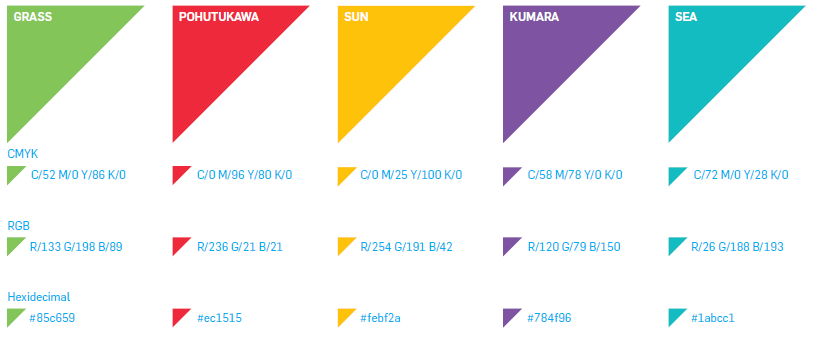 GRASS POHUTUKAWA SUN KUMARA SEA
CMYK
C/52 M/0 Y/86 K/0 C/0 M/96 Y/80 K/0 C/0 M/25 Y/100 K/0 C/58 M/78 Y/0 K/0 C/72 M/0 Y/28 K/0
RGB
R/133 G/198 B/89 R/236 G/21 B/21 R/254 G/191 B/42 R/120 G/79 B/150 R/26 G/188 B/193
Hexidecimal
#85c659 #ec1515 #febf2a #784f96 #1abcc1